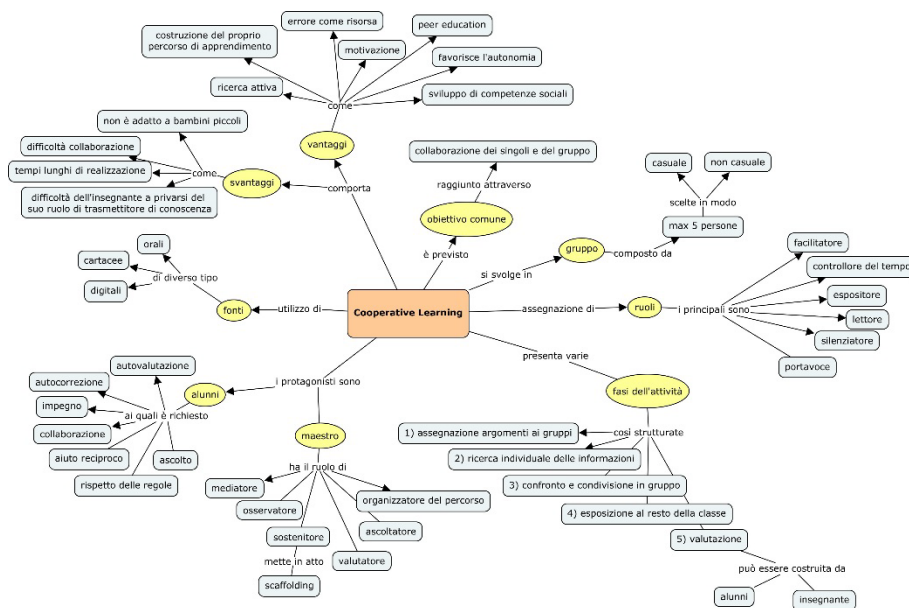 errore come risorsa
peer education
costruzione del proprio
percorso di apprendimento
motivazione
favorisce l'autonomia
ricerca attiva
sviluppo di competenze sociali
come
vantaggi
non è adatto a bambini piccoli
difficoltà collaborazione
tempi lunghi di realizzazione
difficoltà dell'insegnante a privarsi del
suo ruolo di trasmettitore di conoscenza
come
svantaggi
comporta
collaborazione dei singoli e del gruppo
raggiunto attraverso
obiettivo comune
è previsto
casuale
non casuale
scelte in modo
max 5 persone
gruppo
composto da
si svolge in
orali
cartacee
di diverso tipo
digitali
fonti
utilizzo di
Cooperative Learning
assegnazione di
ruoli
i principali sono
facilitatore
controllore del tempo
espositore
lettore
silenziatore
portavoce
presenta varie
fasi dell'attività
così strutturate
1) assegnazione argomenti ai gruppi
2) ricerca individuale delle informazioni
3) confronto e condivisione in gruppo
4) esposizione al resto della classe
5) valutazione
può essere costruita da
alunni
insegnante
i protagonisti sono
alunni
autovalutazione
autocorrezione
impegno
ai quali è richiesto
collaborazione
aiuto reciproco
ascolto
rispetto delle regole
maestro
ha il ruolo di
mediatore
organizzatore del percorso
osservatore
ascoltatore
sostenitore
valutatore
mette in atto
scaffolding